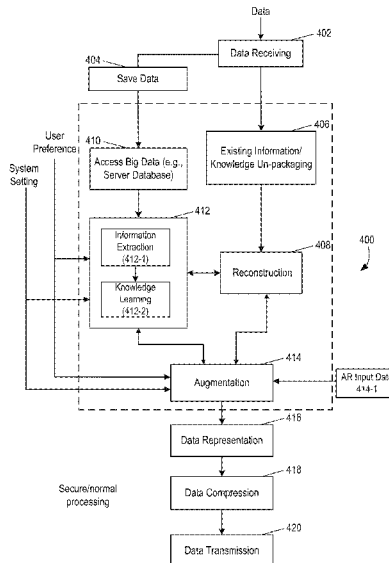 Data
402
Data Receiving
404
Save Data
406
User
Preference
410
System
Setting
Access Big Data (e.g.,
Server Database)
Existing Information/
Knowledge Un-packaging
412
Information
Extraction
(412-1)
408
400
Knowledge
Learning
(412-2)
Reconstruction
414
Augmentation
AR Input Data
414-1
416
Data Representation
418
Secure/normal
processing
Data Compression
420
Data Transmission